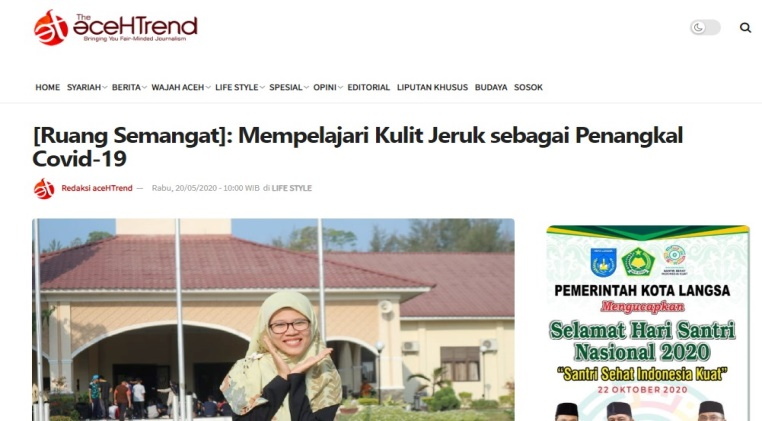 The
aceHTrend
Bringing You Fair-Minded Journalism
HOME SYARIAH BERITA WAJAH ACEH LIFE STYLE SPESIAL OPINI EDITORIAL LIPUTAN KHUSUS BUDAYA SOSOK
[Ruang Semangat]: Mempelajari Kulit Jeruk sebagai Penangkal
Covid-19
Redaksi aceHTrend — Rabu, 20/05/2020 - 10:00 WIB di LIFE STYLE
PEMERINTAH KOTA LANGSA
Mengucapkan
Selamat Hari Santri
Nasional 2020
"Santri Sehat Indonesia Kuat"
22 OKTOBER 2020